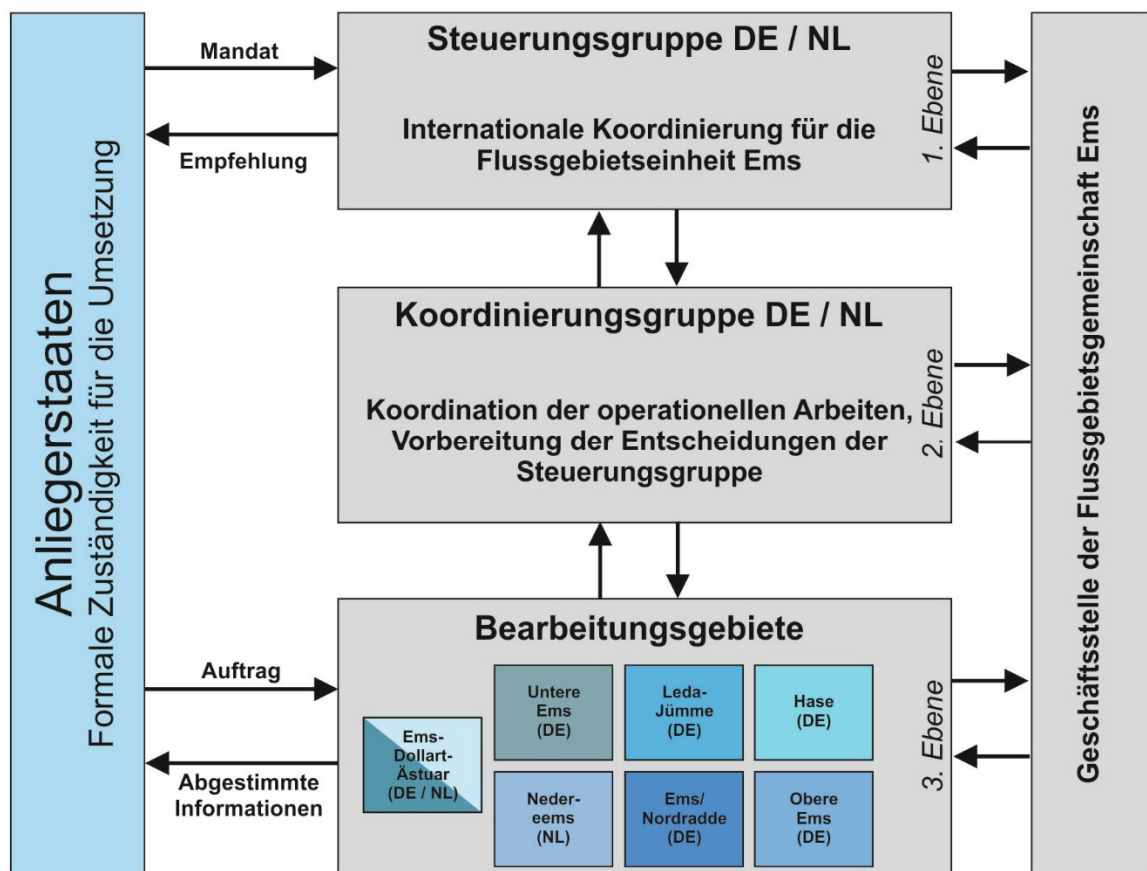 Anliegerstaaten
Formale Zuständigkeit für die Umsetzung
Mandat
Empfehlung
Steuerungsgruppe DE / NL
Internationale Koordinierung für die
Flussgebietseinheit Ems
1. Ebene
Koordinierungsgruppe DE / NL
Koordination der operationellen Arbeiten,
Vorbereitung der Entscheidungen der
Steuerungsgruppe
2. Ebene
Auftrag
Abgestimmte
Informationen
Bearbeitungsgebiete
Ems-
Dollart-
Ästuar
(DE / NL)
Untere
Ems
(DE)
Leda-
Jümme
(DE)
Hase
(DE)
Neder-
eems
(NL)
Ems/
Nordradde
(DE)
Obere
Ems
(DE)
3. Ebene
Geschäftsstelle der Flussgebietsgemeinschaft Ems